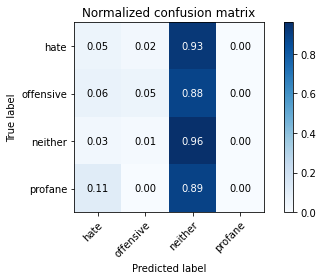 Normalized confusion matrix
hate 0.05 0.02 0.93 0.00
offensive 0.06 0.05 0.88 0.00
neither 0.03 0.01 0.96 0.00
profane 0.11 0.00 0.89 0.00
True label
hate offensive neither profane
Predicted label
0.8
0.6
0.4
0.2
0.0